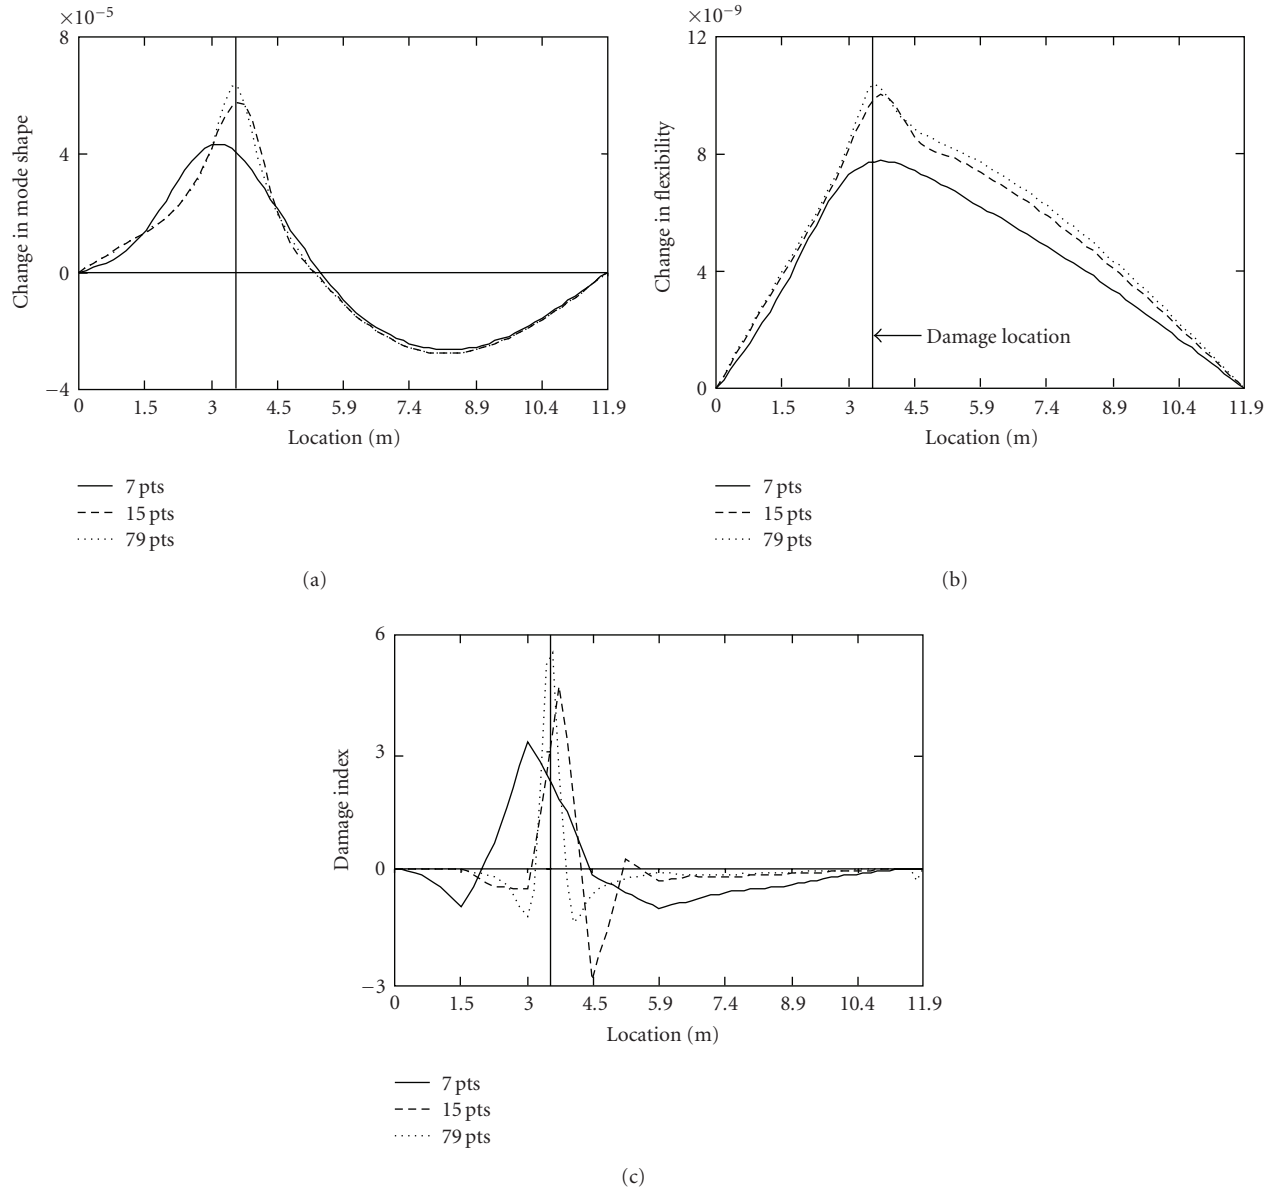 ×10−5
8
4
0
−4
Change in mode shape
0 1.5 3 4.5 5.9 7.4 8.9 10.4 11.9
Location (m)
7 pts
15 pts
79 pts
(a)
×10−9
12
8
4
0
Change in flexibility
Damage location
0 1.5 3 4.5 5.9 7.4 8.9 10.4 11.9
Location (m)
7 pts
15 pts
79 pts
(b)
6
3
0
−3
Damage index
0 1.5 3 4.5 5.9 7.4 8.9 10.4 11.9
Location (m)
7 pts
15 pts
79 pts
(c)